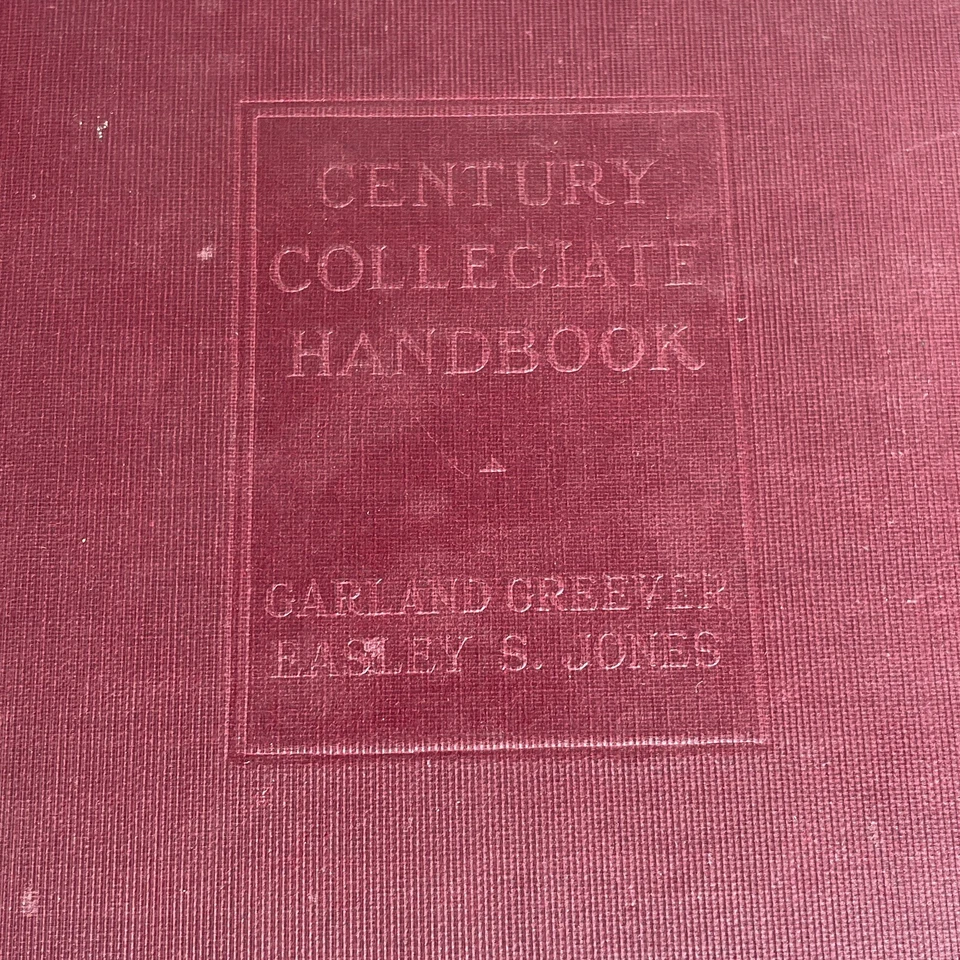 CENTURY
COLLEGIATE
HANDBOOK
GARLAND GREEVER
EASLEY S. JONES